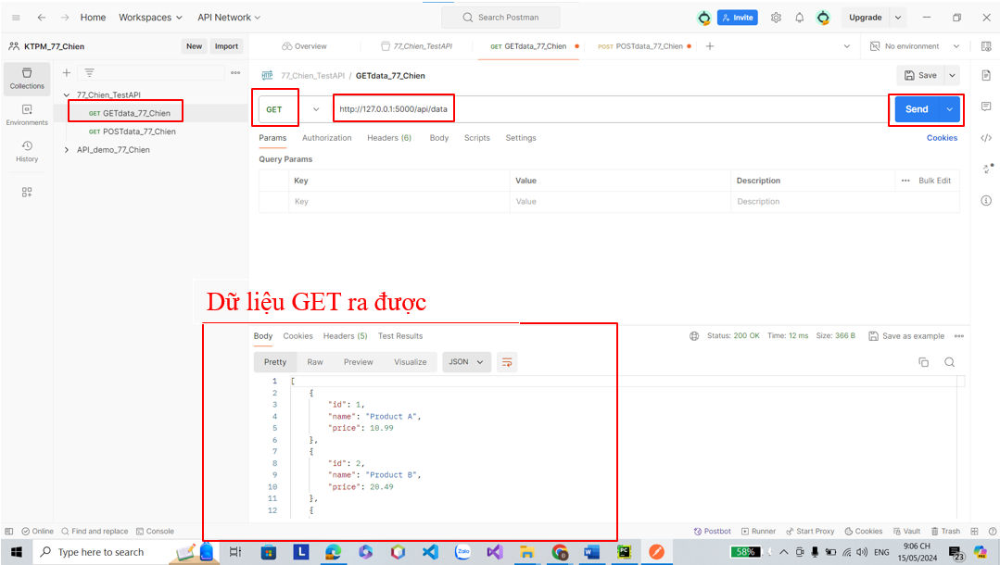 Home Workspaces API Network Search Postman Invite Upgrade
KTPM_77_Chien New Import Overview 77_Chien_TestAPI GET GETdata_77_Chien POST POSTdata_77_Chien No environment
Collections
Environments
History
77_Chien_TestAPI
GET GETdata_77_Chien
GET POSTdata_77_Chien
API_demo_77_Chien
HTTP 77_Chien_TestAPI / GETdata_77_Chien Save
GET http://127.0.0.1:5000/api/data Send
Params Authorization Headers (6) Body Scripts Settings Cookies
Query Params
Key Value Description Bulk Edit
Key Value Description
Dữ liệu GET ra được
Body Cookies Headers (5) Test Results Status: 200 OK Time: 12 ms Size: 366 B Save as example
Pretty Raw Preview Visualize JSON
1 [
2 {
3 "id": 1,
4 "name": "Product A",
5 "price": 10.99
6 },
7 {
8 "id": 2,
9 "name": "Product B",
10 "price": 20.49
11 },
12 {
Online Find and replace Console Postbot Runner Start Proxy Cookies Vault Trash
Type here to search L Zalo 58% ENG 9:06 CH
15/05/2024 23